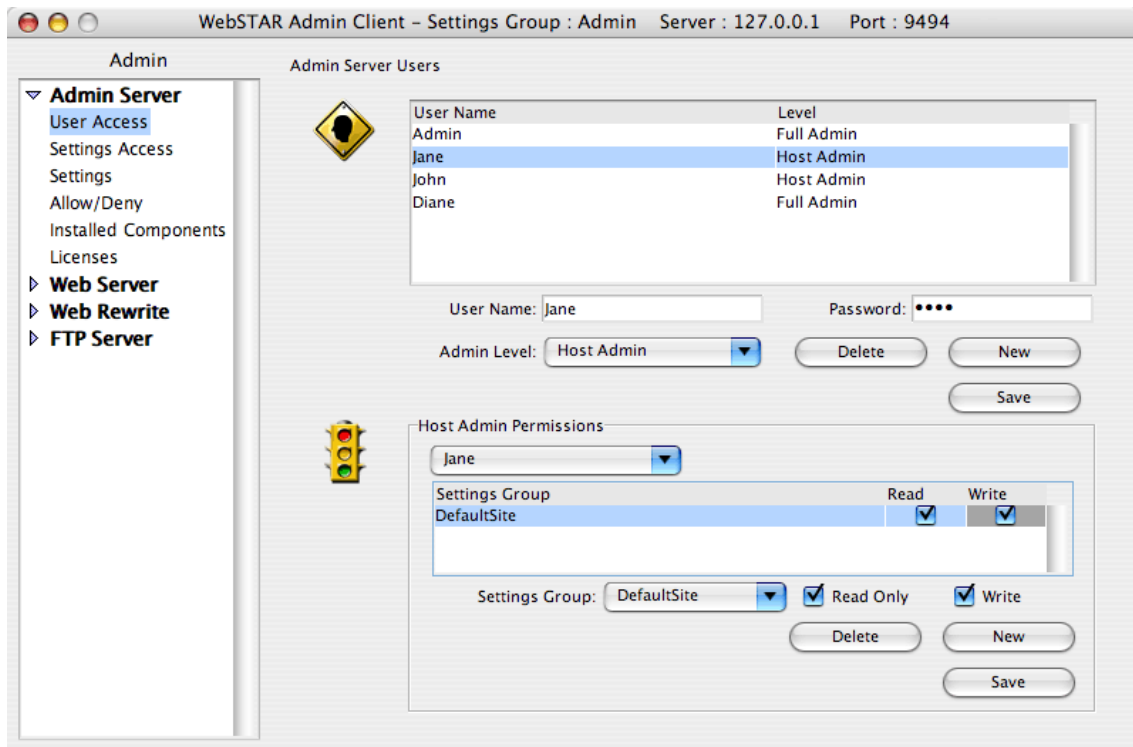 WebSTAR Admin Client – Settings Group : Admin Server : 127.0.0.1 Port : 9494
Admin
Admin Server
User Access
Settings Access
Settings
Allow/Deny
Installed Components
Licenses
Web Server
Web Rewrite
FTP Server
Admin Server Users
User Name Level
Admin Full Admin
Jane Host Admin
John Host Admin
Diane Full Admin
User Name: Jane Password: ••••
Admin Level: Host Admin Delete New
Save
Host Admin Permissions
Jane
Settings Group Read Write
DefaultSite
Settings Group: DefaultSite Read Only Write
Delete New
Save